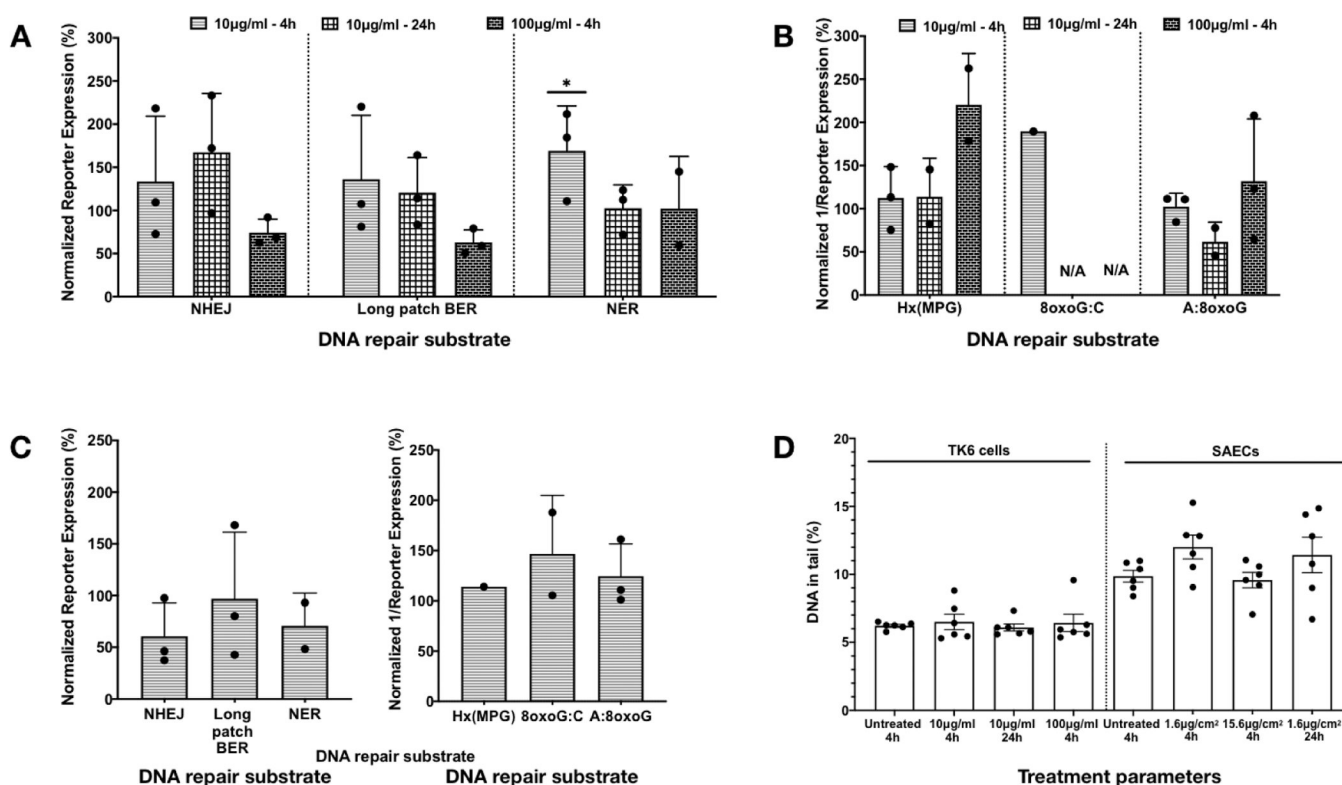 A
10μg/ml - 4h
10μg/ml - 24h
100μg/ml - 4h
Normalized Reporter Expression (%)
300
250
200
150
100
50
0
*
NHEJ
Long patch BER
NER
DNA repair substrate
B
10μg/ml - 4h
10μg/ml - 24h
100μg/ml - 4h
Normalized 1/Reporter Expression (%)
300
250
200
150
100
50
0
N/A
N/A
Hx(MPG)
8oxoG:C
A:8oxoG
DNA repair substrate
C
Normalized Reporter Expression (%)
250
200
150
100
50
0
NHEJ
Long
patch
BER
NER
DNA repair substrate
Normalized 1/Reporter Expression (%)
250
200
150
100
50
0
Hx(MPG)
8oxoG:C
A:8oxoG
DNA repair substrate
DNA repair substrate
D
TK6 cells
SAECs
DNA in tail (%)
20
15
10
5
0
Untreated
4h
10μg/ml
4h
10μg/ml
24h
100μg/ml
4h
Untreated
4h
1.6μg/cm²
4h
15.6μg/cm²
4h
1.6μg/cm²
24h
Treatment parameters